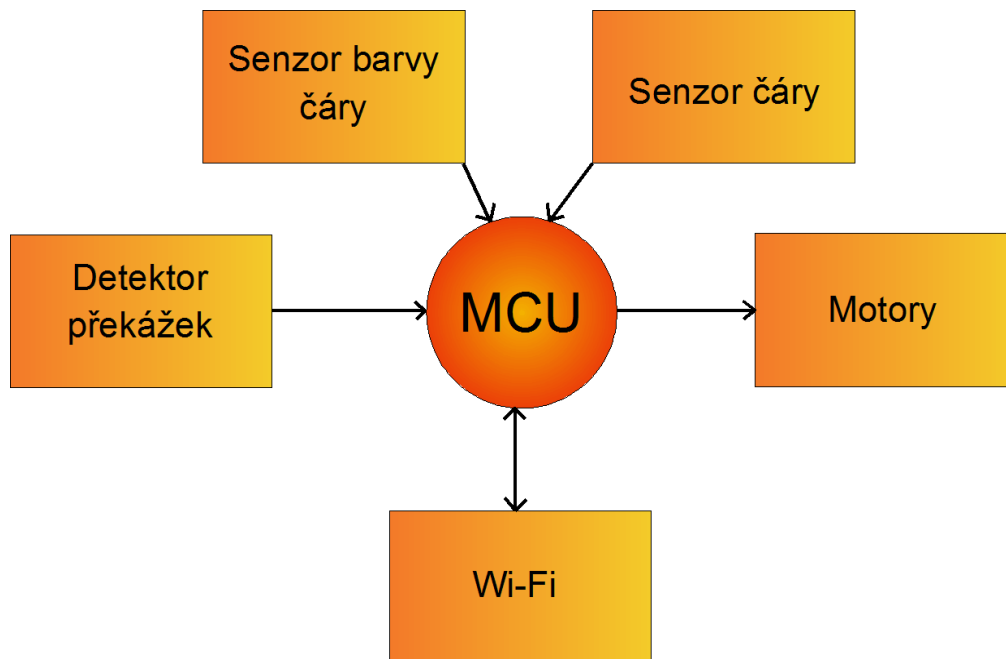 Senzor barvy
čáry
Senzor čáry
Detektor
překážek
MCU
Motory
Wi-Fi